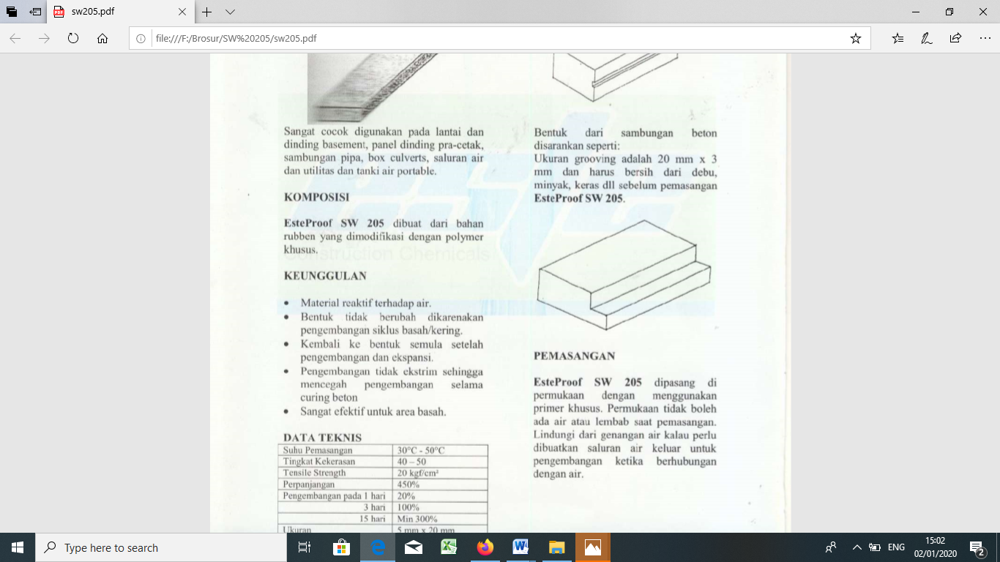 sw205.pdf
file:///F:/Brosur/SW%20205/sw205.pdf
Sangat cocok digunakan pada lantai dan
dinding basement, panel dinding pra-cetak,
sambungan pipa, box culverts, saluran air
dan utilitas dan tanki air portable.
KOMPOSISI
EsteProof SW 205 dibuat dari bahan
rubben yang dimodifikasi dengan polymer
khusus.
Construction Chemicals
KEUNGGULAN
• Material reaktif terhadap air.
• Bentuk tidak berubah dikarenakan
pengembangan siklus basah/kering.
• Kembali ke bentuk semula setelah
pengembangan dan ekspansi.
• Pengembangan tidak ekstrim sehingga
mencegah pengembangan selama
curing beton
• Sangat efektif untuk area basah.
DATA TEKNIS
Suhu Pemasangan 30°C - 50°C
Tingkat Kekerasan 40 – 50
Tensile Strength 20 kgf/cm²
Perpanjangan 450%
Pengembangan pada 1 hari 20%
3 hari 100%
15 hari Min 300%
Ukuran 5 mm x 20 mm
Bentuk dari sambungan beton
disarankan seperti:
Ukuran grooving adalah 20 mm x 3
mm dan harus bersih dari debu,
minyak, keras dll sebelum pemasangan
EsteProof SW 205.
PEMASANGAN
EsteProof SW 205 dipasang di
permukaan dengan menggunakan
primer khusus. Permukaan tidak boleh
ada air atau lembab saat pemasangan.
Lindungi dari genangan air kalau perlu
dibuatkan saluran air keluar untuk
pengembangan ketika berhubungan
dengan air.
Type here to search
ENG
15:02
02/01/2020
2